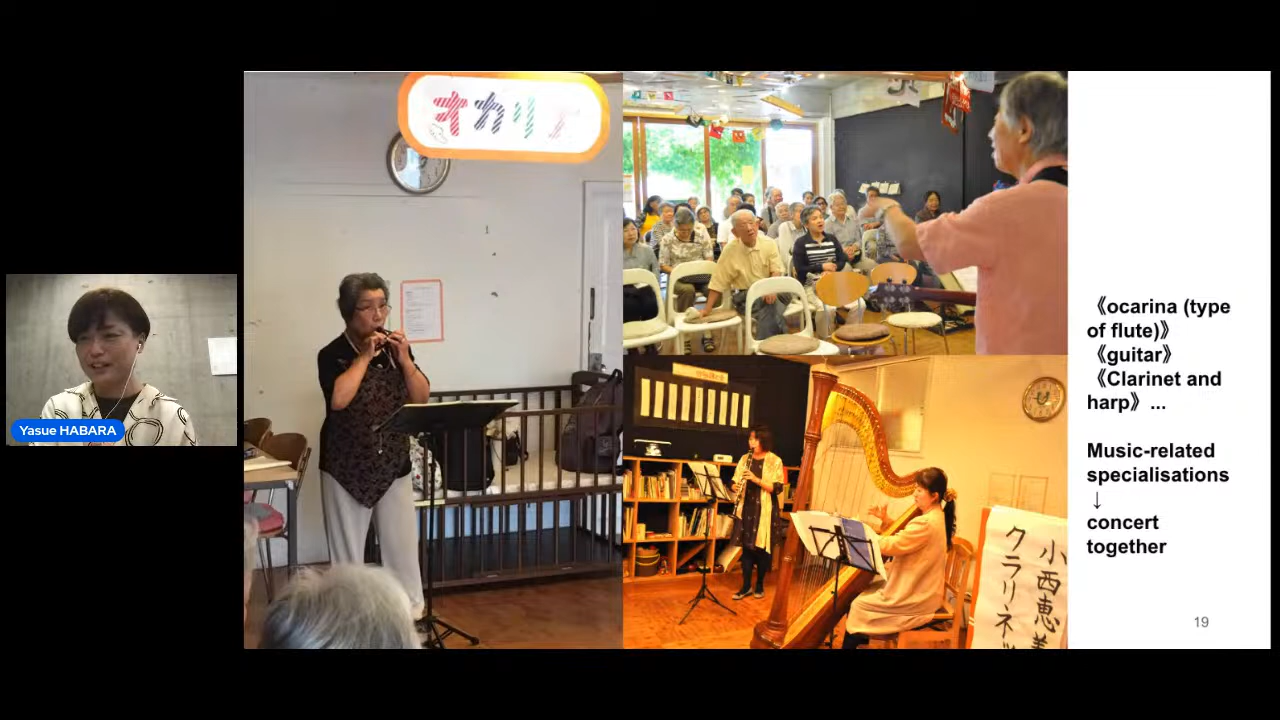 オカリナ
Yasue HABARA
《ocarina (type
of flute)》
《guitar》
《Clarinet and
harp》...
Music-related
specialisations
↓
concert
together
19
小西恵美
クラリネッ